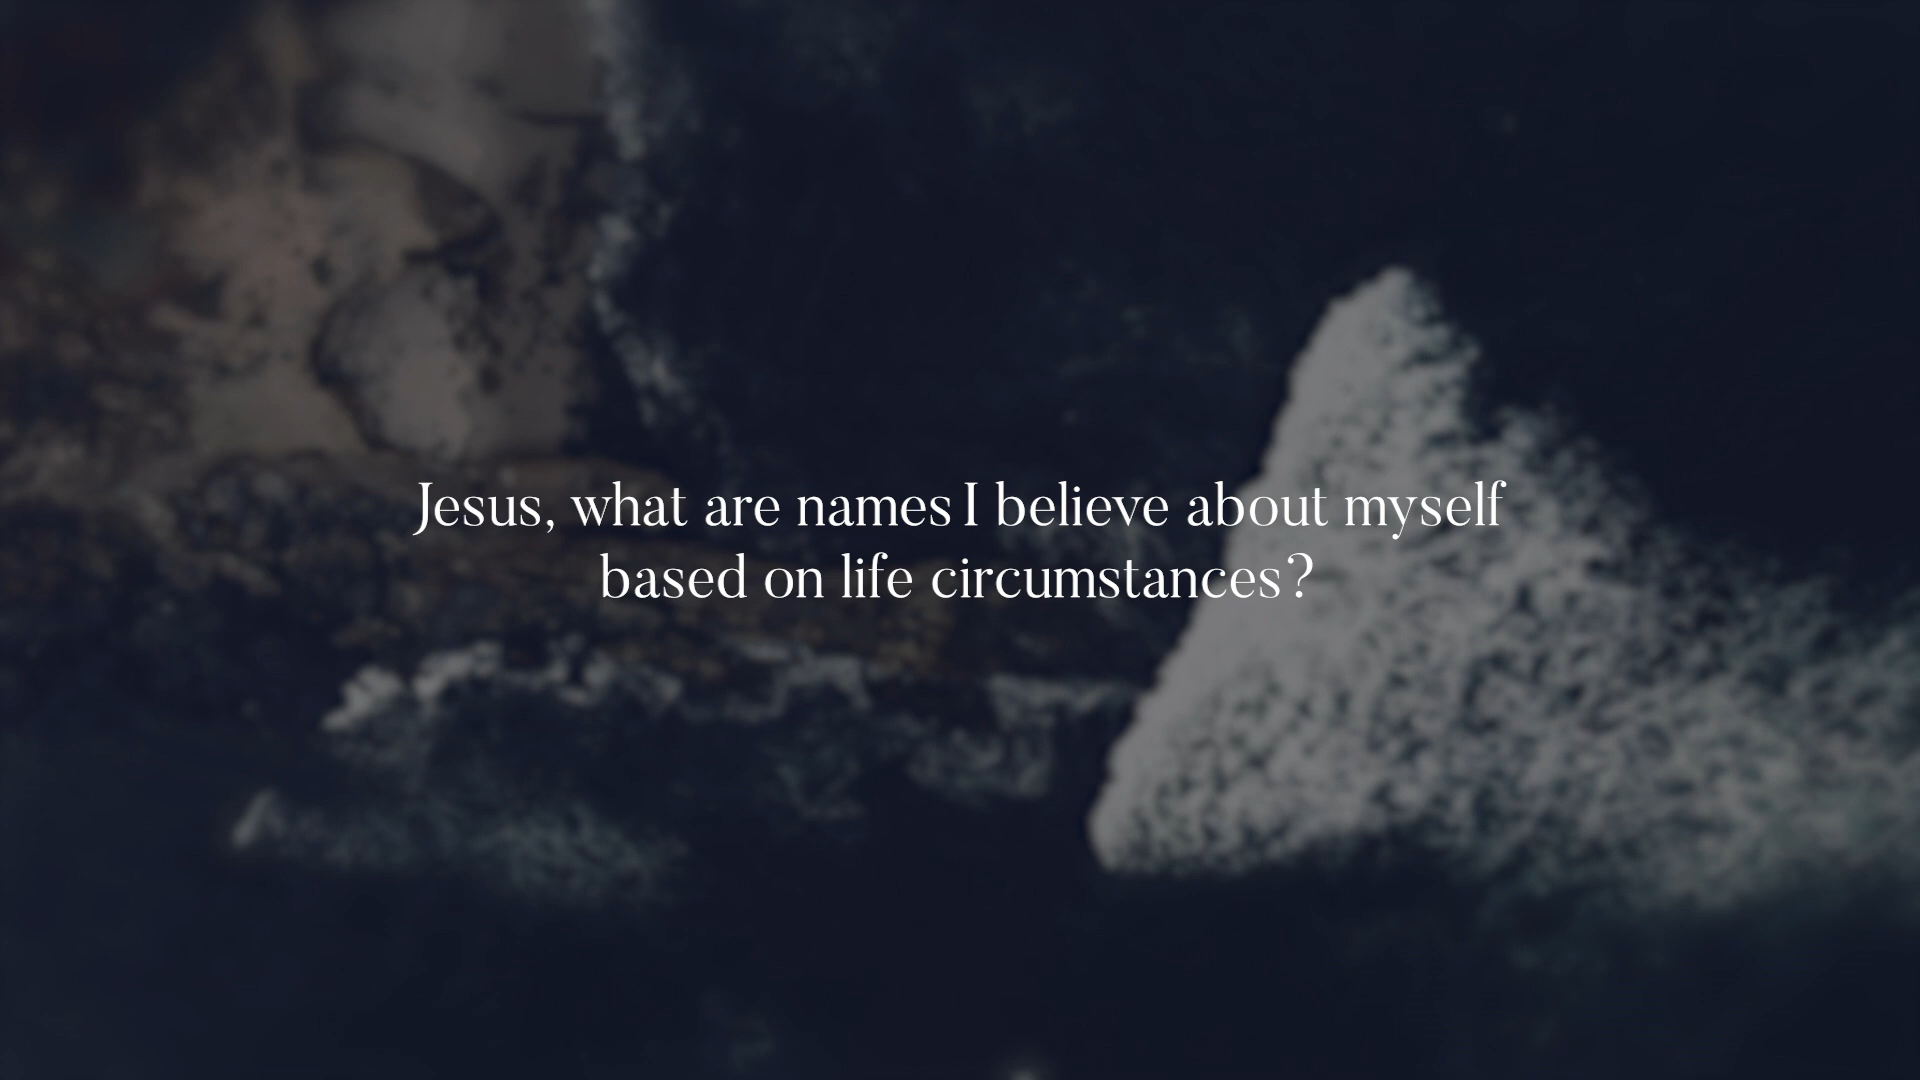 Jesus, what are names I believe about myself
based on life circumstances?